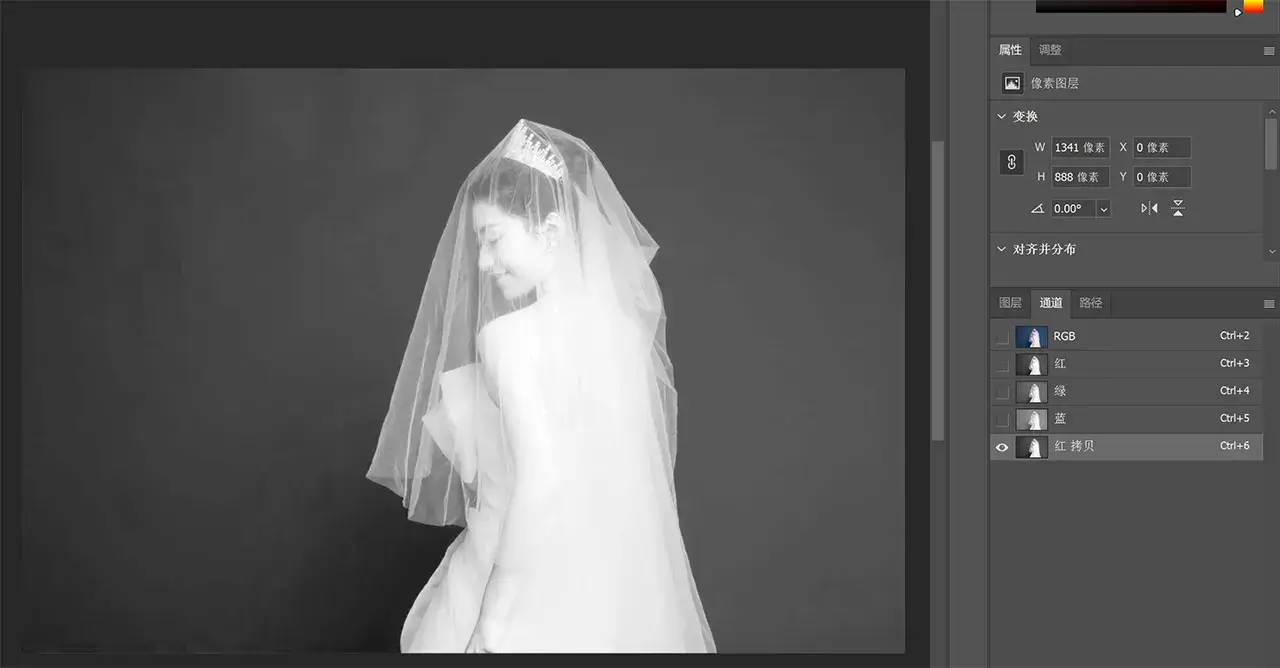 属性 调整
像素图层
变换
W 1341 像素 X 0 像素
H 888 像素 Y 0 像素
0.00°
对齐并分布
图层 通道 路径
RGB Ctrl+2
红 Ctrl+3
绿 Ctrl+4
蓝 Ctrl+5
红 拷贝 Ctrl+6